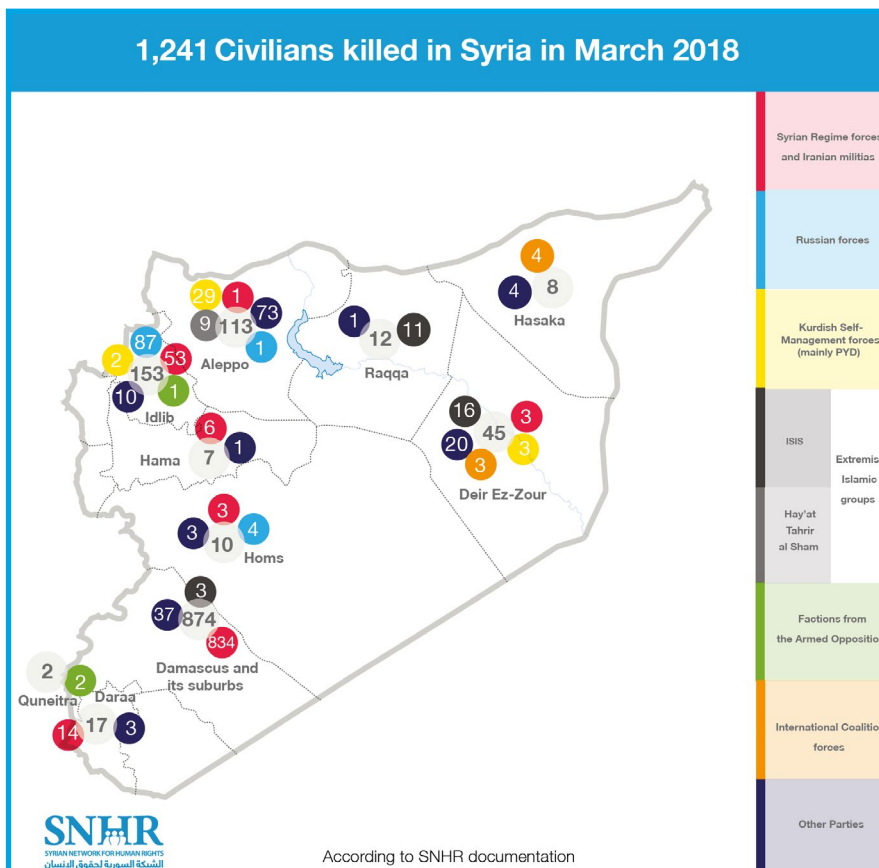 1,241 Civilians killed in Syria in March 2018
Syrian Regime forces
and Iranian militias
Russian forces
Kurdish Self-
Management forces
(mainly PYD)
ISIS
Extremis
Islamic
groups
Hay'at
Tahrir
al Sham
Factions from
the Armed Oppositio
International Coalitio
forces
Other Parties
4
4
8
Hasaka
29
1
73
9
113
1
Aleppo
1
11
12
Raqqa
87
2
53
153
10
1
Idlib
16
3
45
20
3
3
Deir Ez-Zour
6
1
7
Hama
3
3
4
10
Homs
3
37
874
834
Damascus and
its suburbs
2
2
Quneitra
Daraa
17
14
3
SNHR
SYRIAN NETWORK FOR HUMAN RIGHTS
الشبكة السورية لحقوق الإنسان
According to SNHR documentation